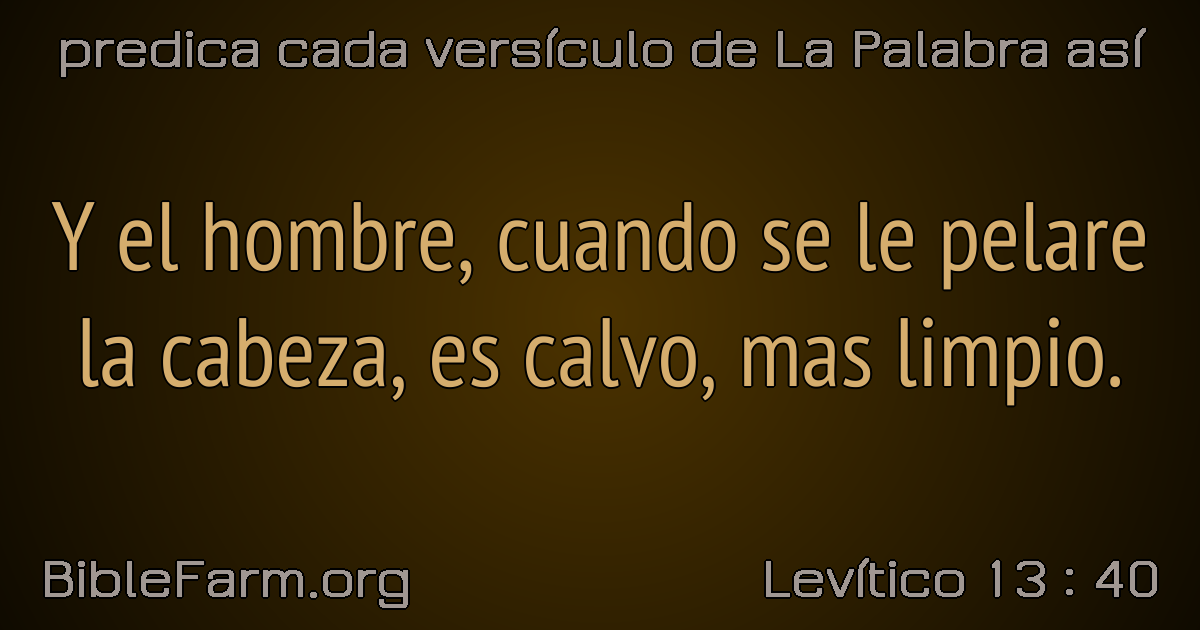 predica cada versículo de La Palabra así
Y el hombre, cuando se le pelare
la cabeza, es calvo, mas limpio.
BibleFarm.org
Levítico 13 : 40